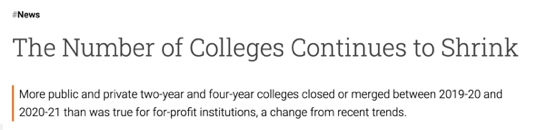 #News
The Number of Colleges Continues to Shrink
More public and private two-year and four-year colleges closed or merged between 2019-20 and
2020-21 than was true for for-profit institutions, a change from recent trends.